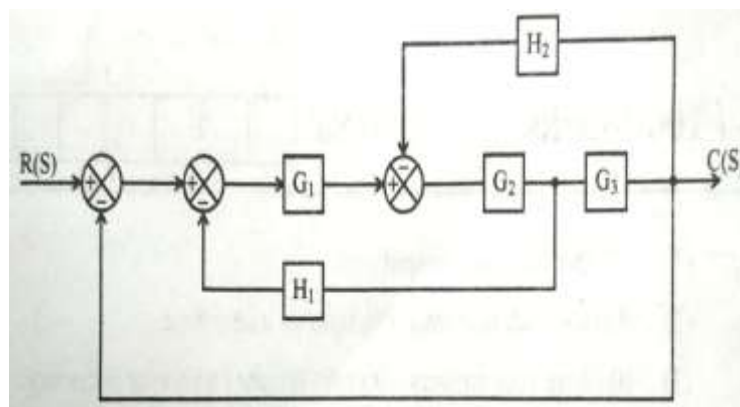 H₂
R(S) + - + - G₁ + - G₂ G₃ C(S
H₁